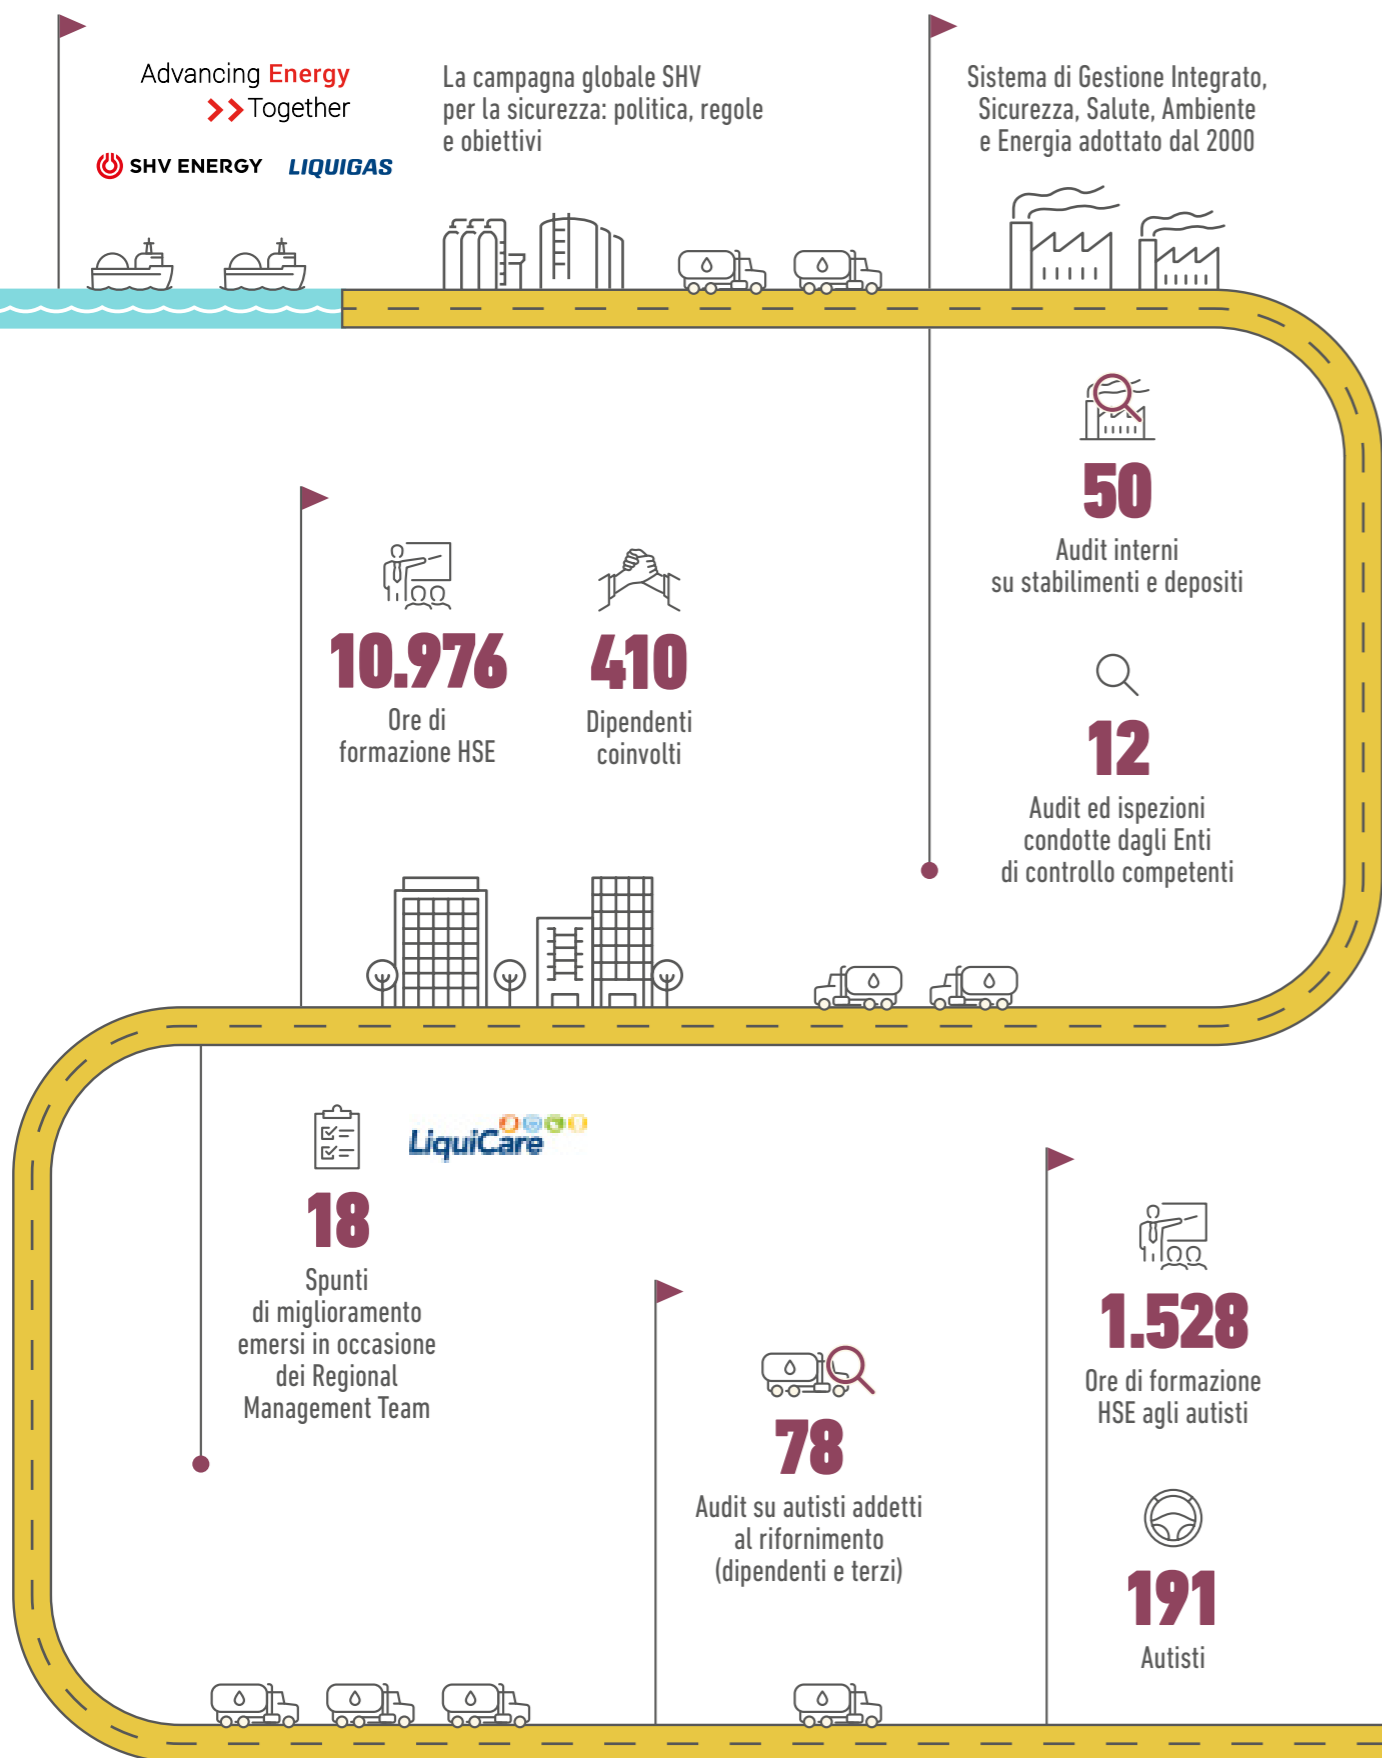 Advancing Energy
Together
SHV ENERGY
LIQUIGAS
La campagna globale SHV
per la sicurezza: politica, regole
e obiettivi
Sistema di Gestione Integrato,
Sicurezza, Salute, Ambiente
e Energia adottato dal 2000
50
Audit interni
su stabilimenti e depositi
12
Audit ed ispezioni
condotte dagli Enti
di controllo competenti
10.976
Ore di
formazione HSE
410
Dipendenti
coinvolti
18
Spunti
di miglioramento
emersi in occasione
dei Regional
Management Team
LiquiCare
78
Audit su autisti addetti
al rifornimento
(dipendenti e terzi)
1.528
Ore di formazione
HSE agli autisti
191
Autisti